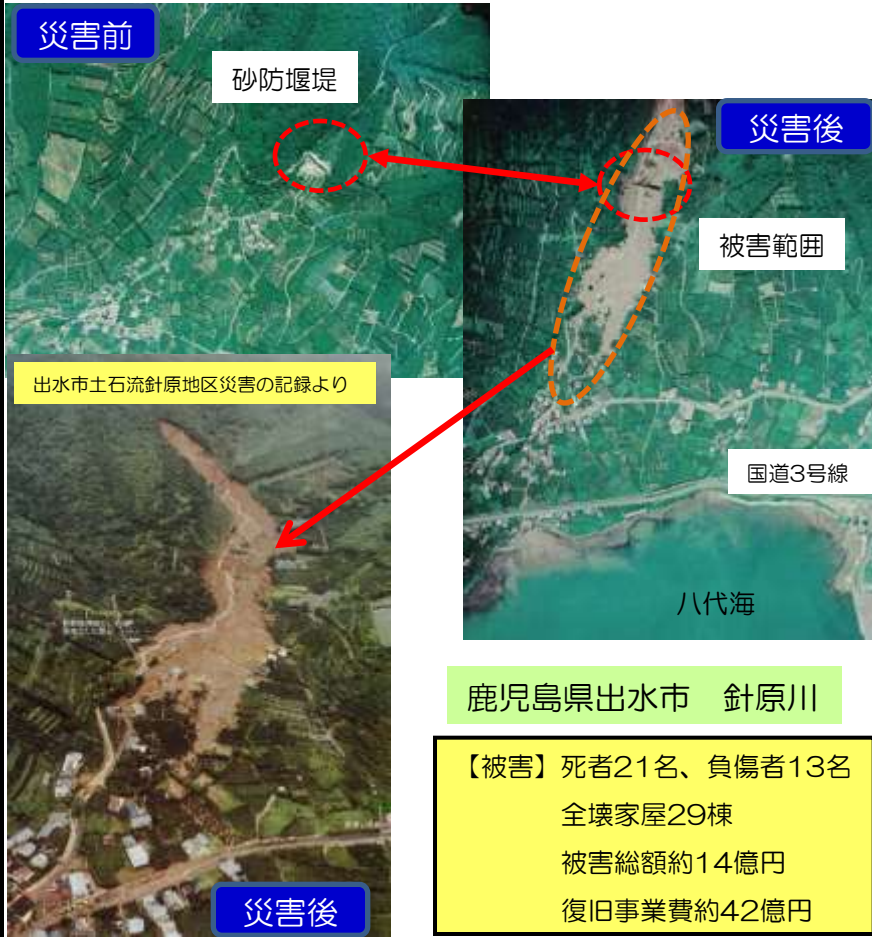 災害前
砂防堰堤
災害後
被害範囲
出水市土石流針原地区災害の記録より
国道3号線
八代海
鹿児島県出水市　針原川
【被害】死者21名、負傷者13名
全壊家屋29棟
被害総額約14億円
復旧事業費約42億円
災害後